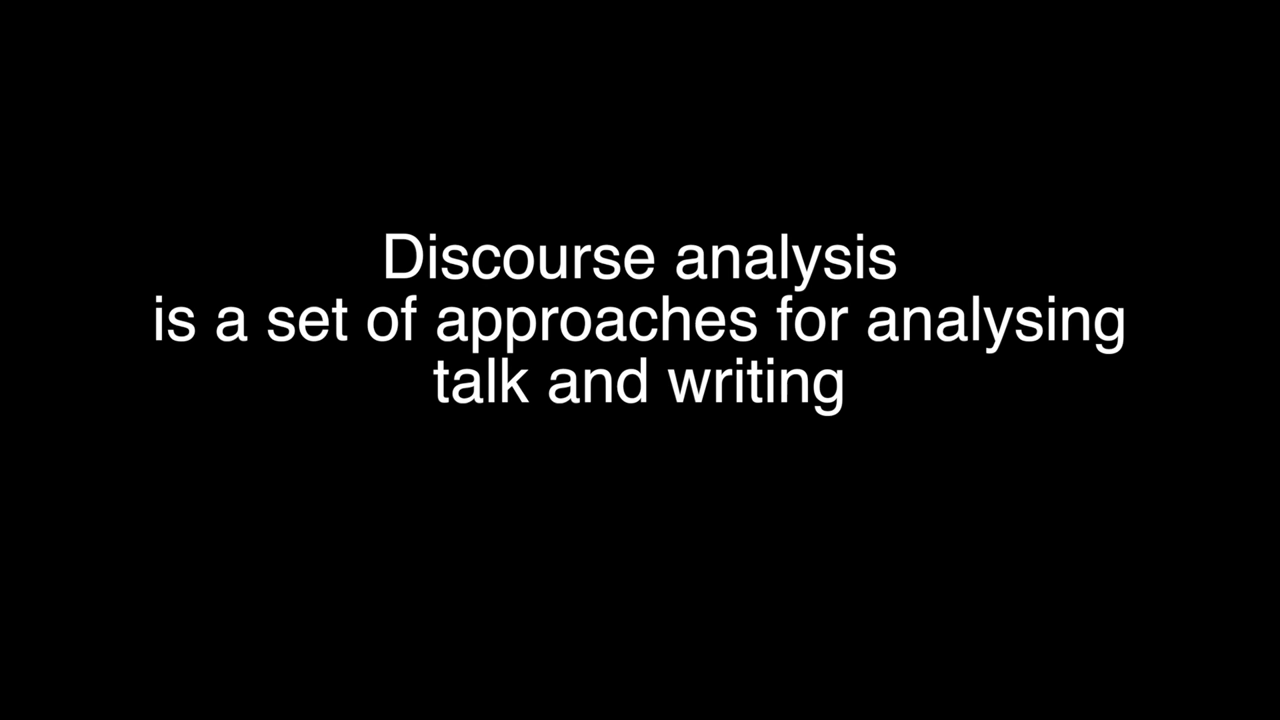 Discourse analysis
is a set of approaches for analysing
talk and writing